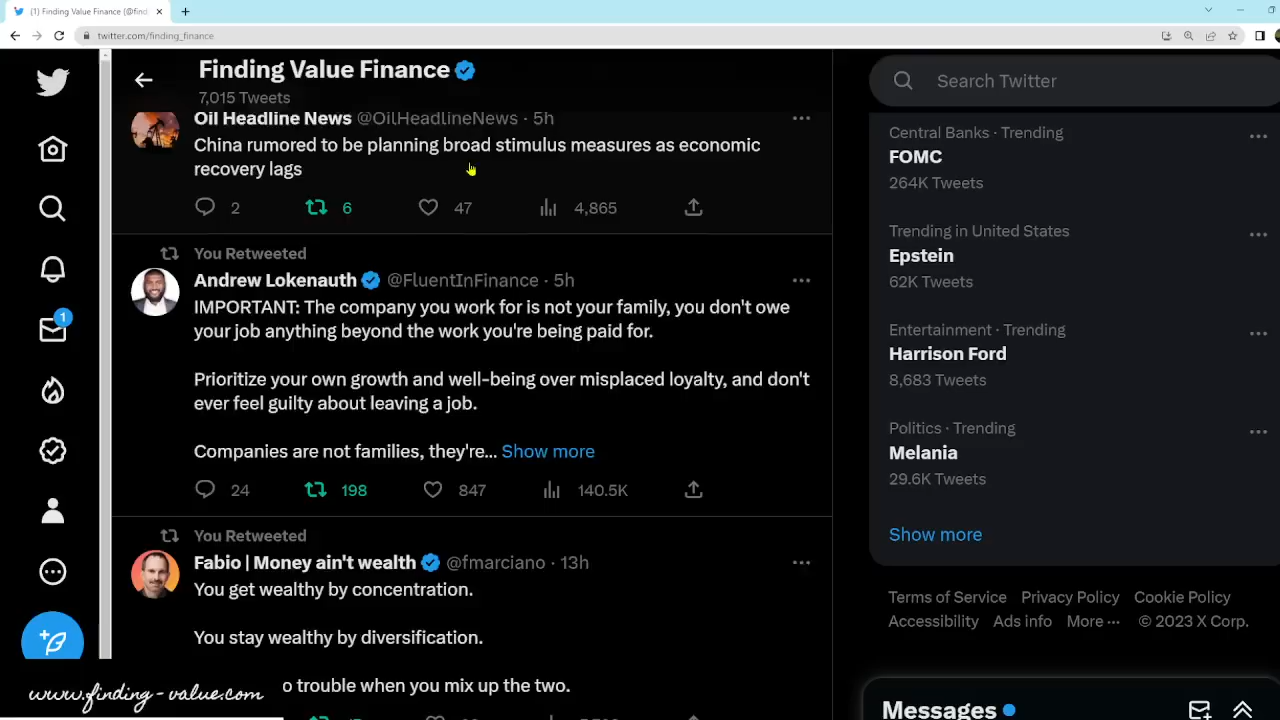 (1) Finding Value Finance (@find
twitter.com/finding_finance
Finding Value Finance
7,015 Tweets
Oil Headline News @OilHeadlineNews · 5h
China rumored to be planning broad stimulus measures as economic
recovery lags
2 6 47 4,865
You Retweeted
Andrew Lokenauth @FluentInFinance · 5h
IMPORTANT: The company you work for is not your family, you don't owe
your job anything beyond the work you're being paid for.
Prioritize your own growth and well-being over misplaced loyalty, and don't
ever feel guilty about leaving a job.
Companies are not families, they're... Show more
24 198 847 140.5K
You Retweeted
Fabio | Money ain't wealth @fmarciano · 13h
You get wealthy by concentration.
You stay wealthy by diversification.
o trouble when you mix up the two.
1
www.finding-value.com
Search Twitter
Central Banks · Trending
FOMC
264K Tweets
Trending in United States
Epstein
62K Tweets
Entertainment · Trending
Harrison Ford
8,683 Tweets
Politics · Trending
Melania
29.6K Tweets
Show more
Terms of Service Privacy Policy Cookie Policy
Accessibility Ads info More ··· © 2023 X Corp.
Messages